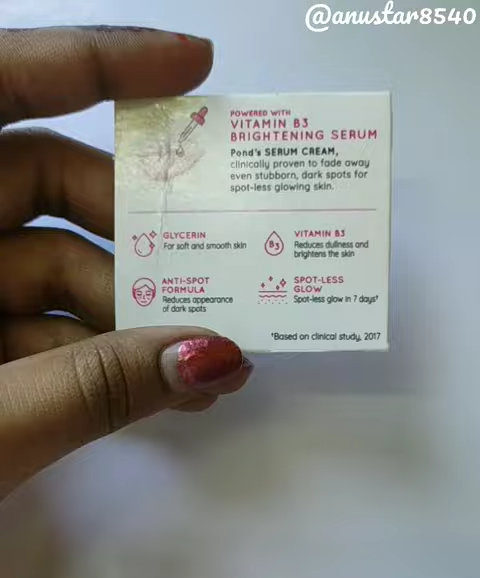 @anustar8540
POWERED WITH
VITAMIN B3
BRIGHTENING SERUM
Pond's SERUM CREAM,
clinically proven to fade away
even stubborn, dark spots for
spot-less glowing skin.
GLYCERIN
For soft and smooth skin
B3
VITAMIN B3
Reduces dullness and
brightens the skin
ANTI-SPOT
FORMULA
Reduces appearance
of dark spots
SPOT-LESS
GLOW
Spot-less glow in 7 days†
†Based on clinical study, 2017